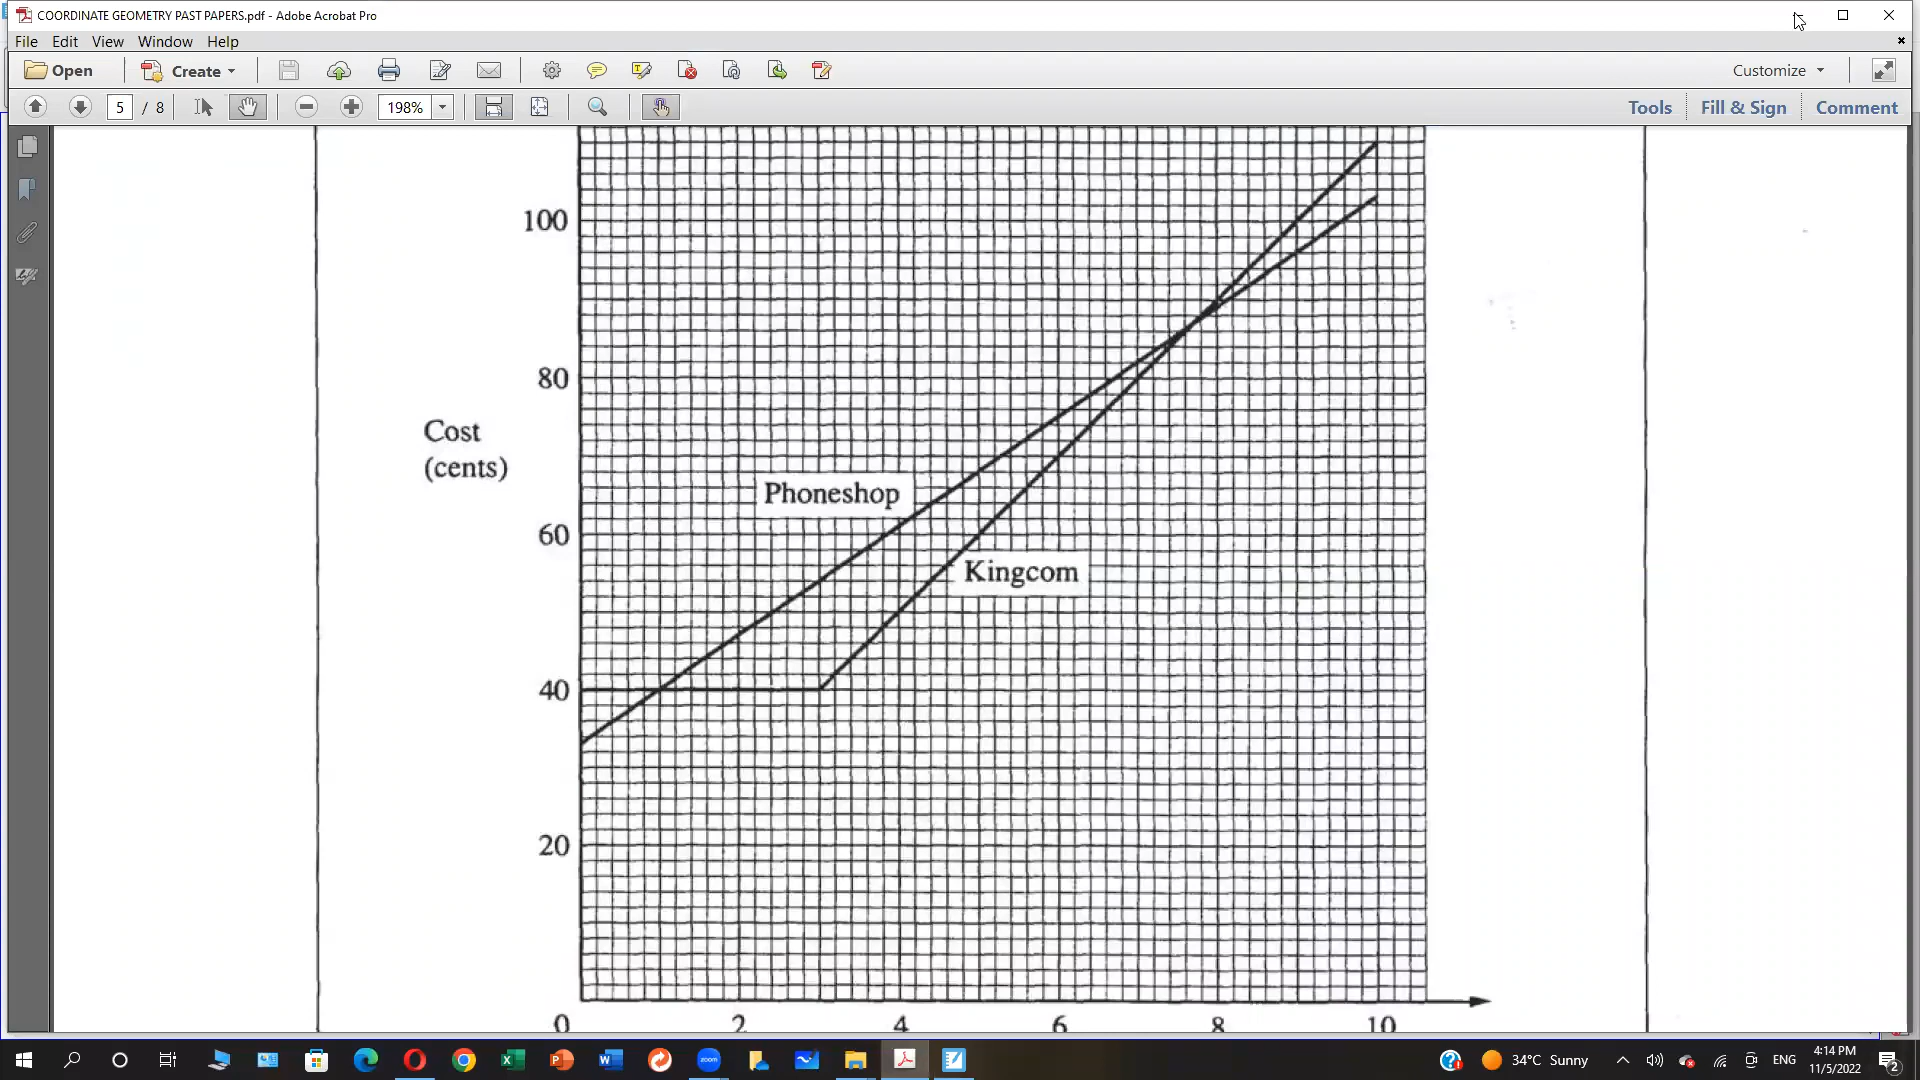 COORDINATE GEOMETRY PAST PAPERS.pdf - Adobe Acrobat Pro
File Edit View Window Help
Open Create Customize
5 / 8 198% Tools Fill & Sign Comment
100
80
Cost
(cents)
Phoneshop
60
Kingcom
40
20
0 2 4 6 8 10
34°C Sunny ENG 4:14 PM
11/5/2022 2